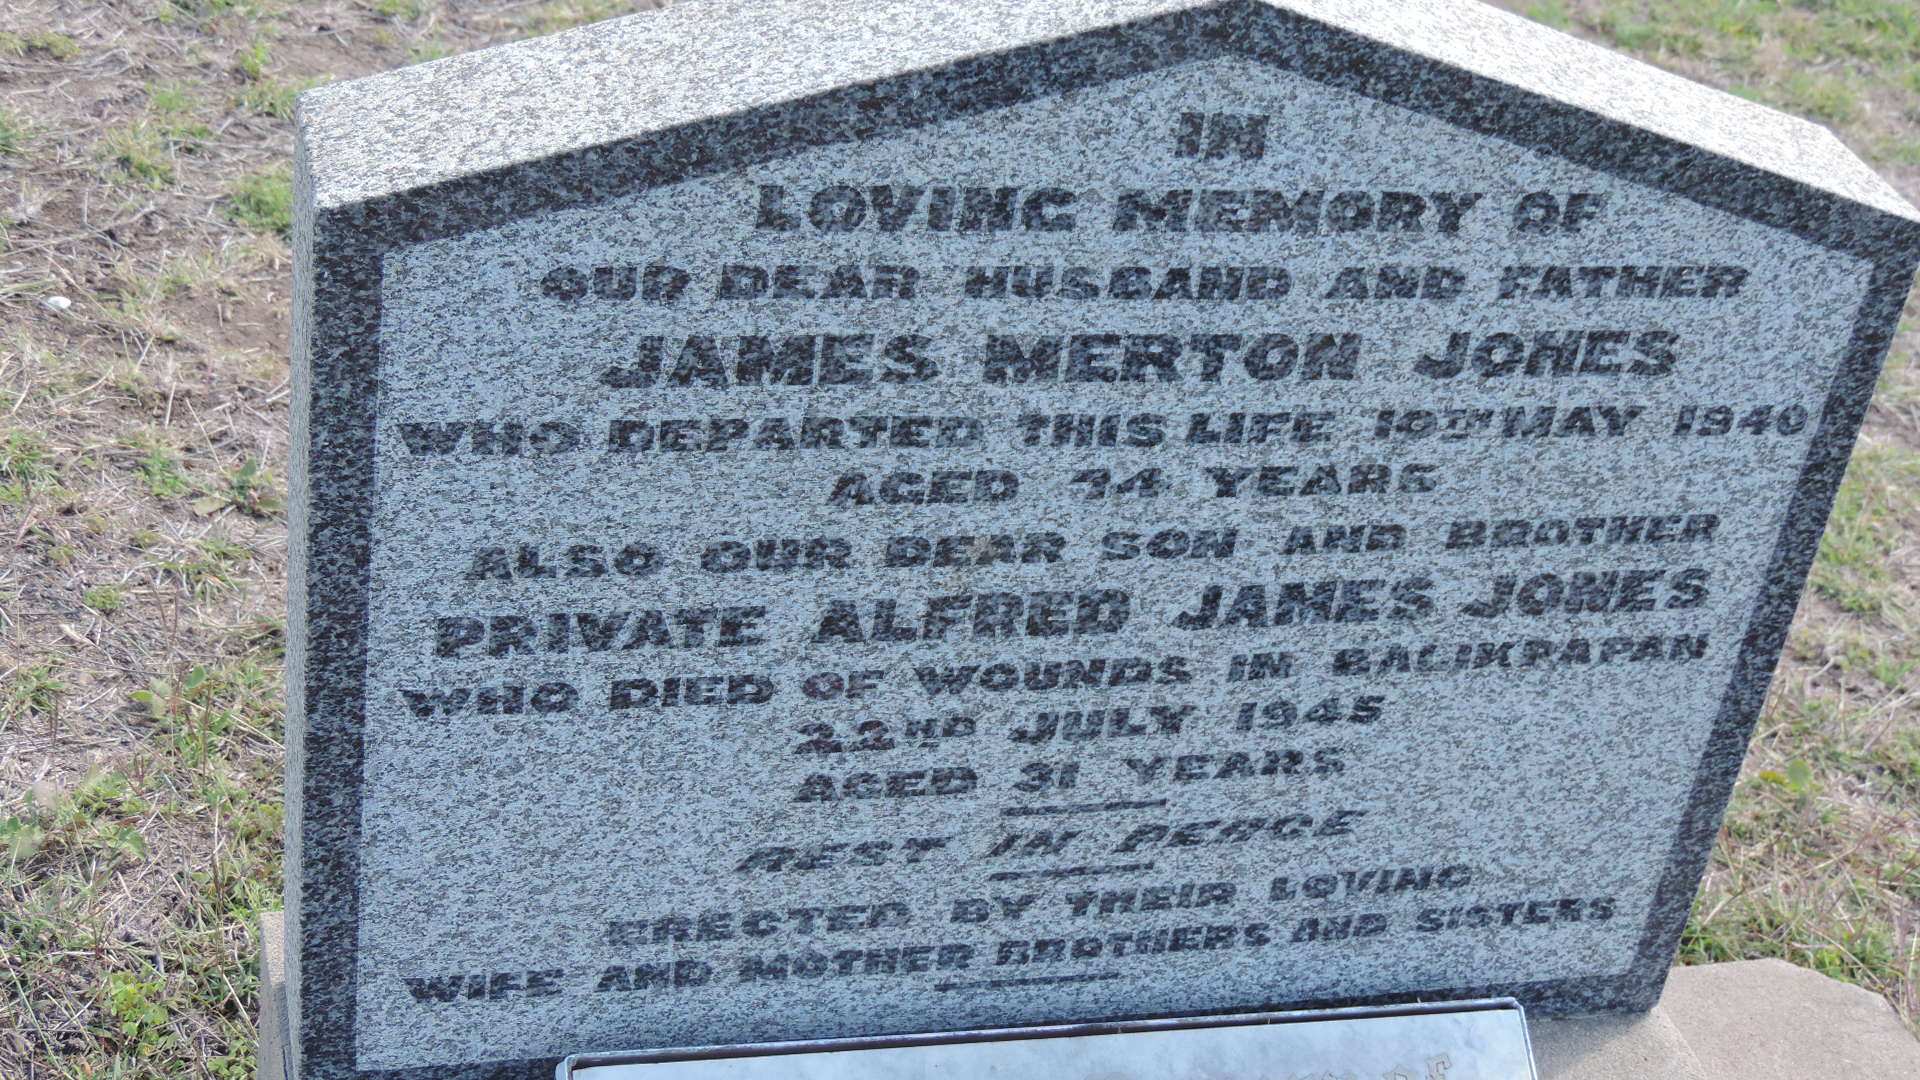 IN
LOVING MEMORY OF
OUR DEAR HUSBAND AND FATHER
JAMES MERTON JONES
WHO DEPARTED THIS LIFE 10TH MAY 1940
AGED 74 YEARS
ALSO OUR DEAR SON AND BROTHER
PRIVATE ALFRED JAMES JONES
WHO DIED OF WOUNDS IN BALIKPAPAN
22ND JULY 1945
AGED 31 YEARS
REST IN PEACE
ERECTED BY THEIR LOVING
WIFE AND MOTHER BROTHERS AND SISTERS